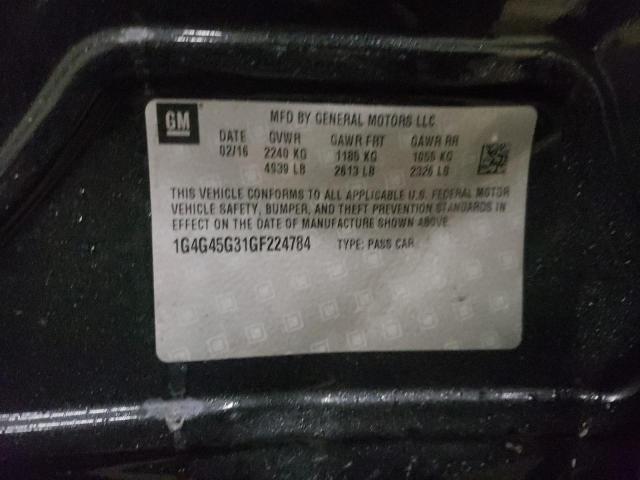 GM
MFD BY GENERAL MOTORS LLC
DATE GVWR GAWR FRT GAWR RR
02/16 2240 KG 1185 KG 1055 KG
4939 LB 2613 LB 2326 LB
THIS VEHICLE CONFORMS TO ALL APPLICABLE U.S. FEDERAL MOTOR
VEHICLE SAFETY, BUMPER, AND THEFT PREVENTION STANDARDS IN
EFFECT ON THE DATE OF MANUFACTURE SHOWN ABOVE.
1G4G45G31GF224784 TYPE: PASS CAR